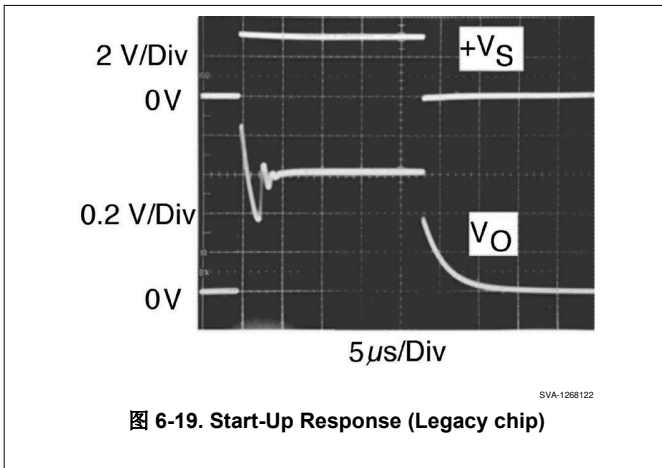 2 V/Div
+VS
0V
0.2 V/Div
VO
0V
5µs/Div
SVA-1268122
图 6-19. Start-Up Response (Legacy chip)